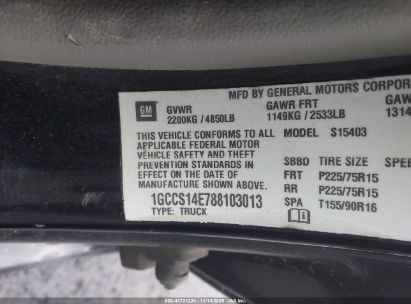 MFD BY GENERAL MOTORS CORPOR
GM
GVWR
2200KG / 4850LB
GAWR FRT
1149KG / 2533LB
GAW
1314
THIS VEHICLE CONFORMS TO ALL
APPLICABLE FEDERAL MOTOR
VEHICLE SAFETY AND THEFT
PREVENTION STANDARDS IN
EFFECT ON THE DATE OF
MANUFACTURE SHOWN ABOVE.
1GCCS14E788103013
TYPE: TRUCK
MODEL S15403
SBBD TIRE SIZE SPEE
FRT P225/75R15
RR P225/75R15
SPA T155/90R16